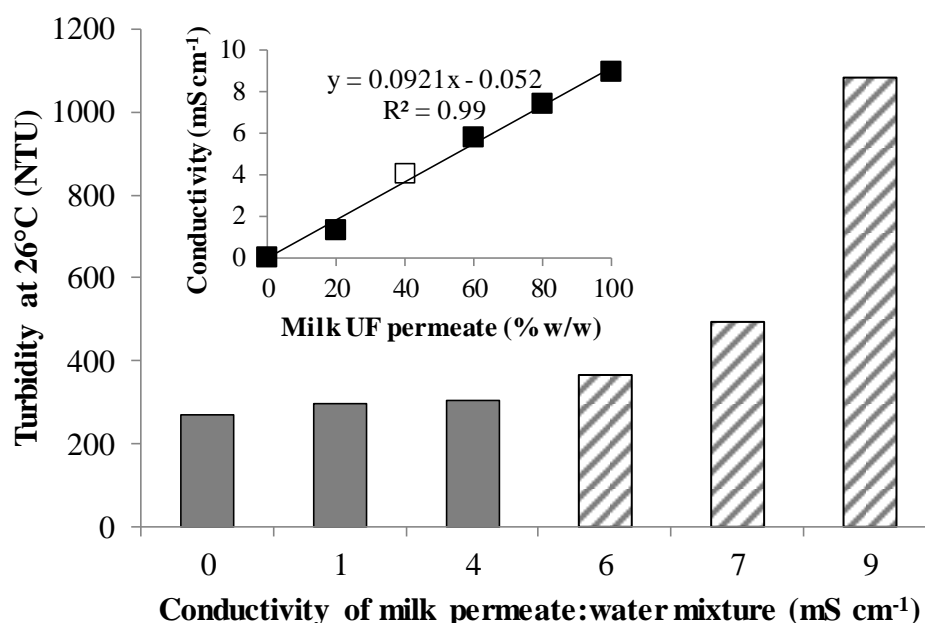 1200
1000
800
600
400
200
0
Turbidity at 26°C (NTU)
0 1 4 6 7 9
Conductivity of milk permeate:water mixture (mS cm⁻¹)
10
8
6
4
2
0
Conductivity (mS cm⁻¹)
y = 0.0921x - 0.052
R² = 0.99
0 20 40 60 80 100
Milk UF permeate (% w/w)